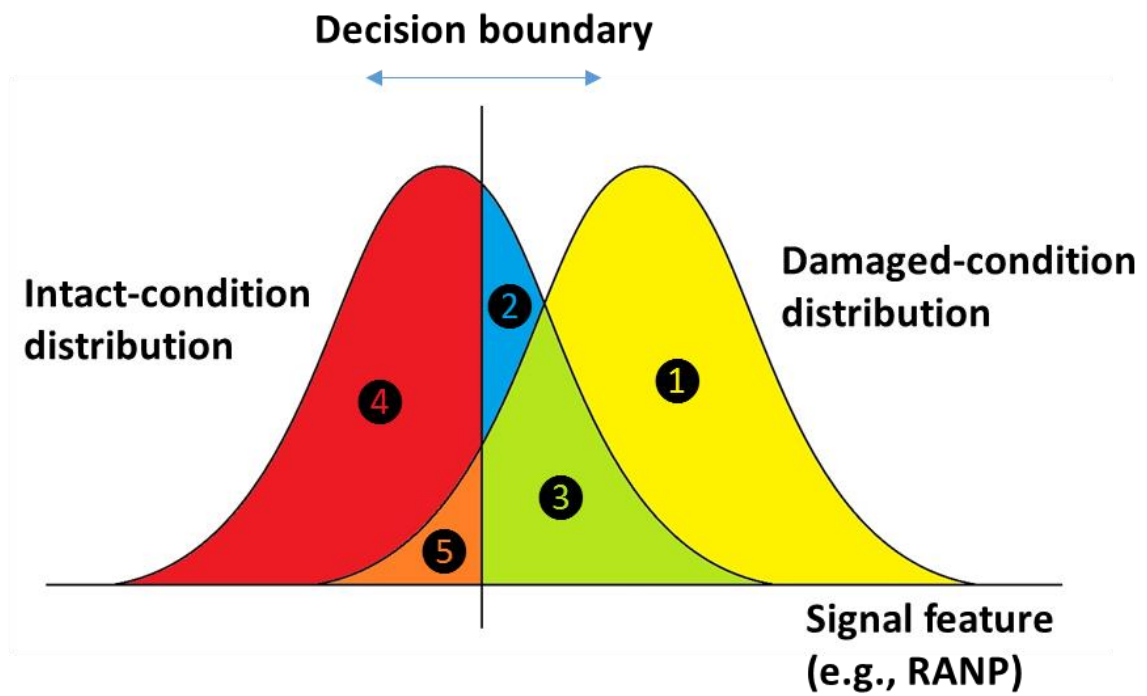 Decision boundary
Intact-condition
distribution
Damaged-condition
distribution
2
1
4
3
5
Signal feature
(e.g., RANP)